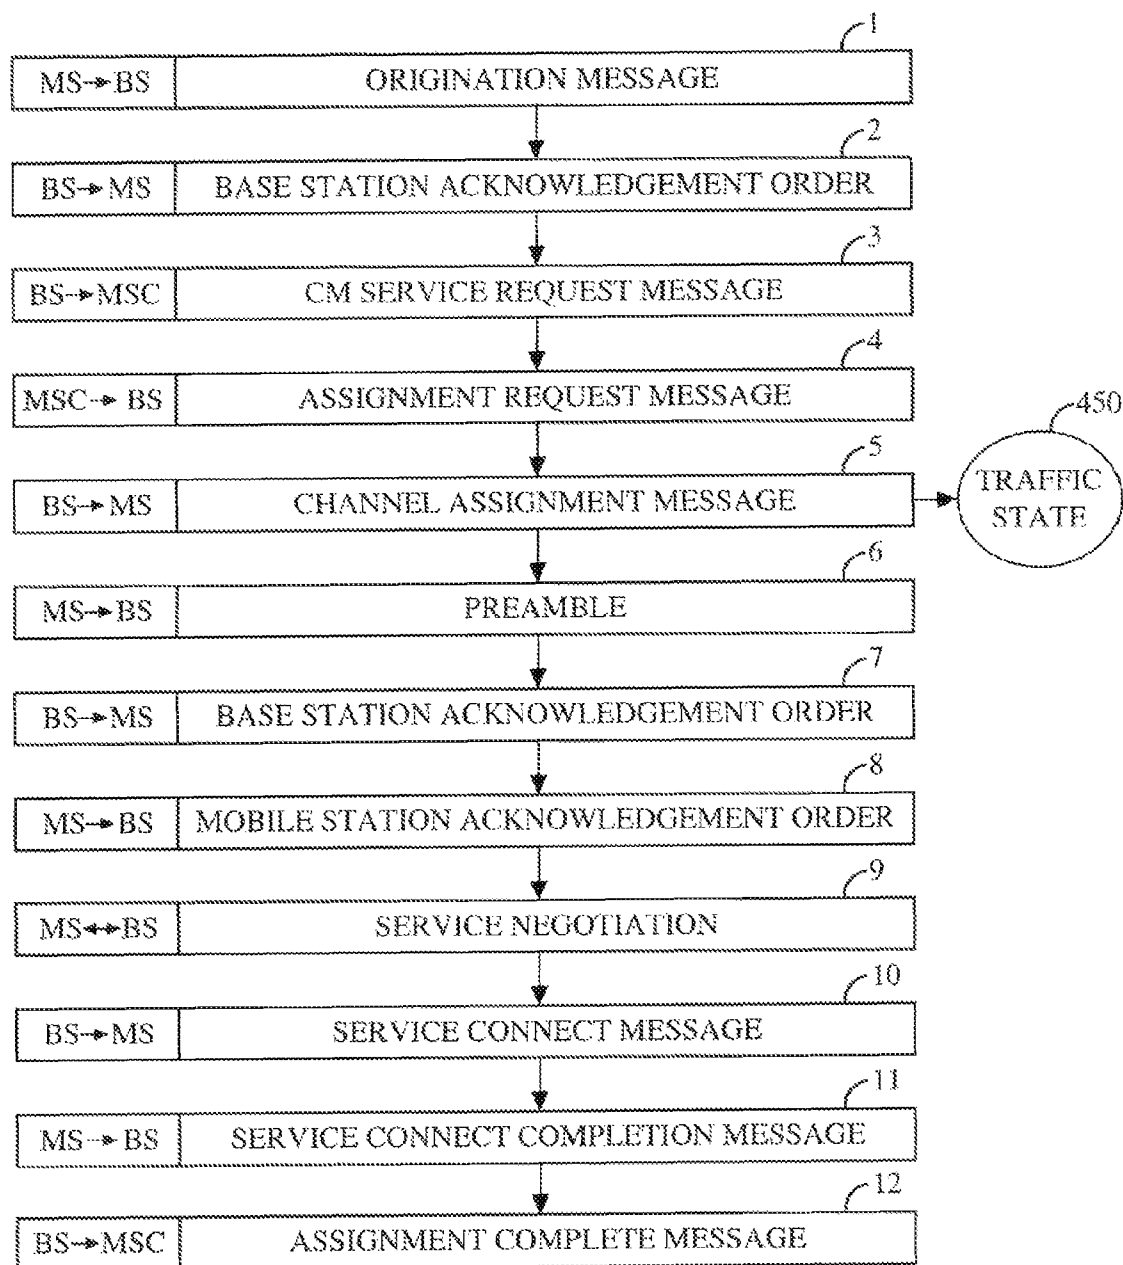 1
MS→BS ORIGINATION MESSAGE
2
BS→MS BASE STATION ACKNOWLEDGEMENT ORDER
3
BS→MSC CM SERVICE REQUEST MESSAGE
4
MSC→BS ASSIGNMENT REQUEST MESSAGE
450
TRAFFIC
STATE
5
BS→MS CHANNEL ASSIGNMENT MESSAGE
6
MS→BS PREAMBLE
7
BS→MS BASE STATION ACKNOWLEDGEMENT ORDER
8
MS→BS MOBILE STATION ACKNOWLEDGEMENT ORDER
9
MS↔BS SERVICE NEGOTIATION
10
BS→MS SERVICE CONNECT MESSAGE
11
MS→BS SERVICE CONNECT COMPLETION MESSAGE
12
BS→MSC ASSIGNMENT COMPLETE MESSAGE